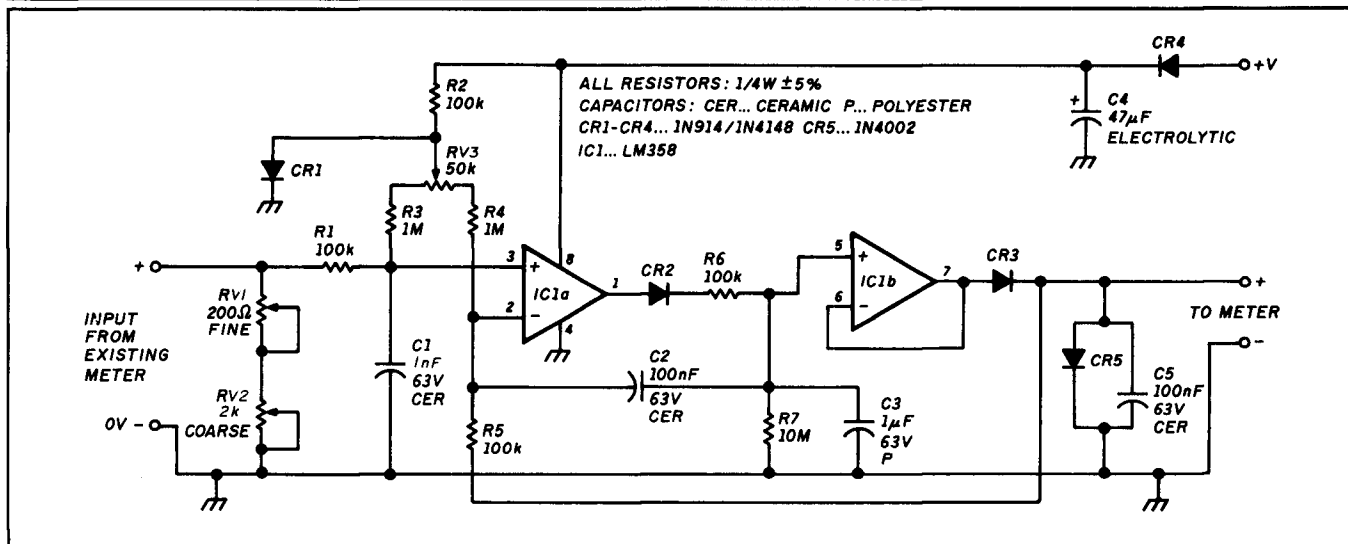 CR4
+V
R2
100k
ALL RESISTORS: 1/4W ±5%
CAPACITORS: CER... CERAMIC P... POLYESTER
CR1-CR4... 1N914/1N4148 CR5... 1N4002
IC1... LM358
+
C4
47μF
ELECTROLYTIC
CR1
RV3
50k
R3
1M
R4
1M
R1
100k
+
3
+
8
IC1a
1
2
-
4
CR2
R6
100k
5
+
IC1b
7
6
-
CR3
+
TO METER
-
RV1
200Ω
FINE
INPUT
FROM
EXISTING
METER
C1
1nF
63V
CER
C2
100nF
63V
CER
CR5
C5
100nF
63V
CER
RV2
2k
COARSE
0V -
R5
100k
R7
10M
C3
1μF
63V
P